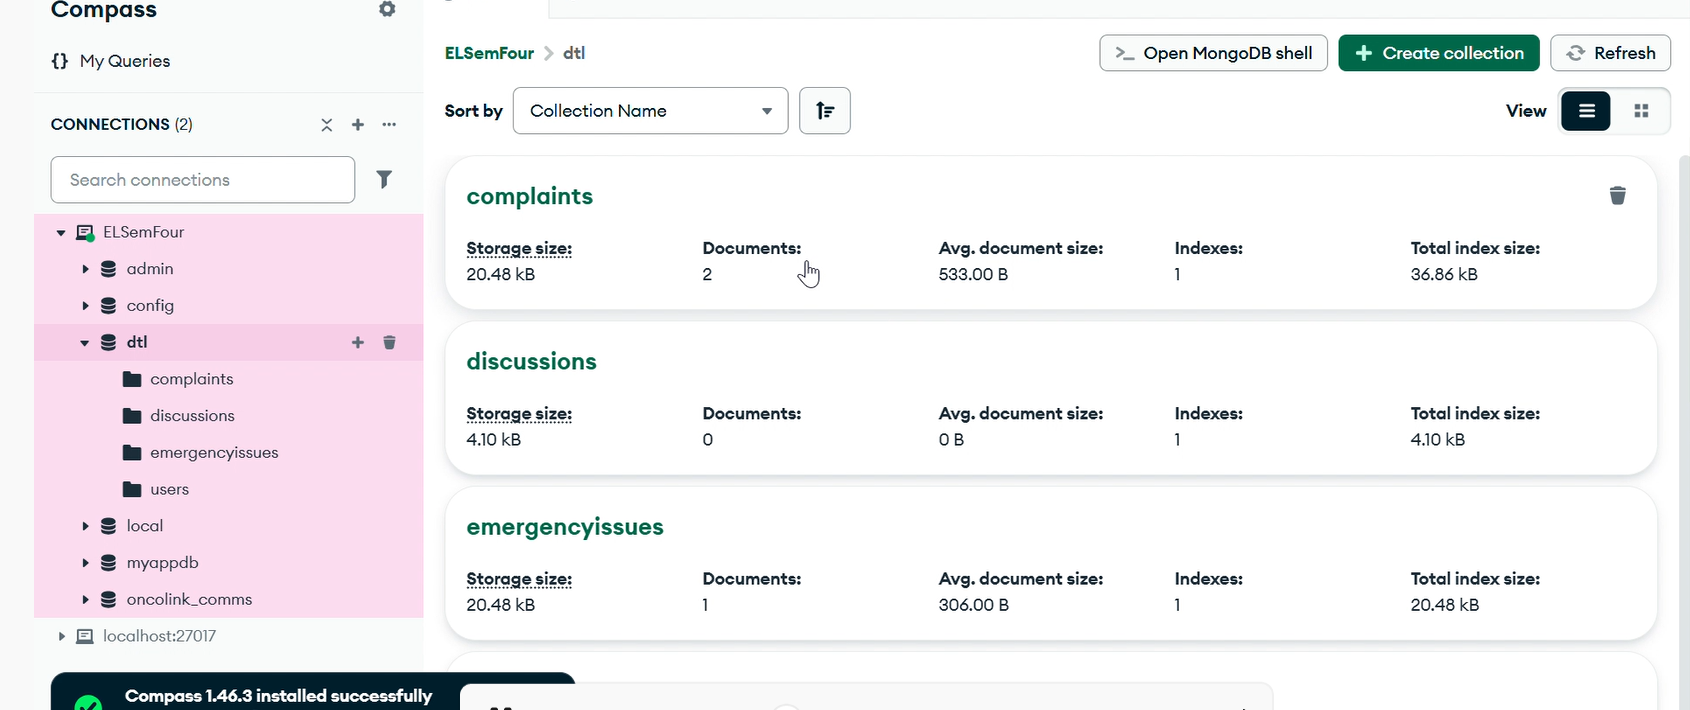 Compass
{} My Queries
CONNECTIONS (2)
Search connections
ELSemFour
admin
config
dtl
complaints
discussions
emergencyissues
users
local
myappdb
oncolink_comms
localhost:27017
Compass 1.46.3 installed successfully
ELSemFour > dtl
>_ Open MongoDB shell
+ Create collection
Refresh
Sort by
Collection Name
View
complaints
Storage size: Documents: Avg. document size: Indexes: Total index size:
20.48 kB 2 533.00 B 1 36.86 kB
discussions
Storage size: Documents: Avg. document size: Indexes: Total index size:
4.10 kB 0 0 B 1 4.10 kB
emergencyissues
Storage size: Documents: Avg. document size: Indexes: Total index size:
20.48 kB 1 306.00 B 1 20.48 kB